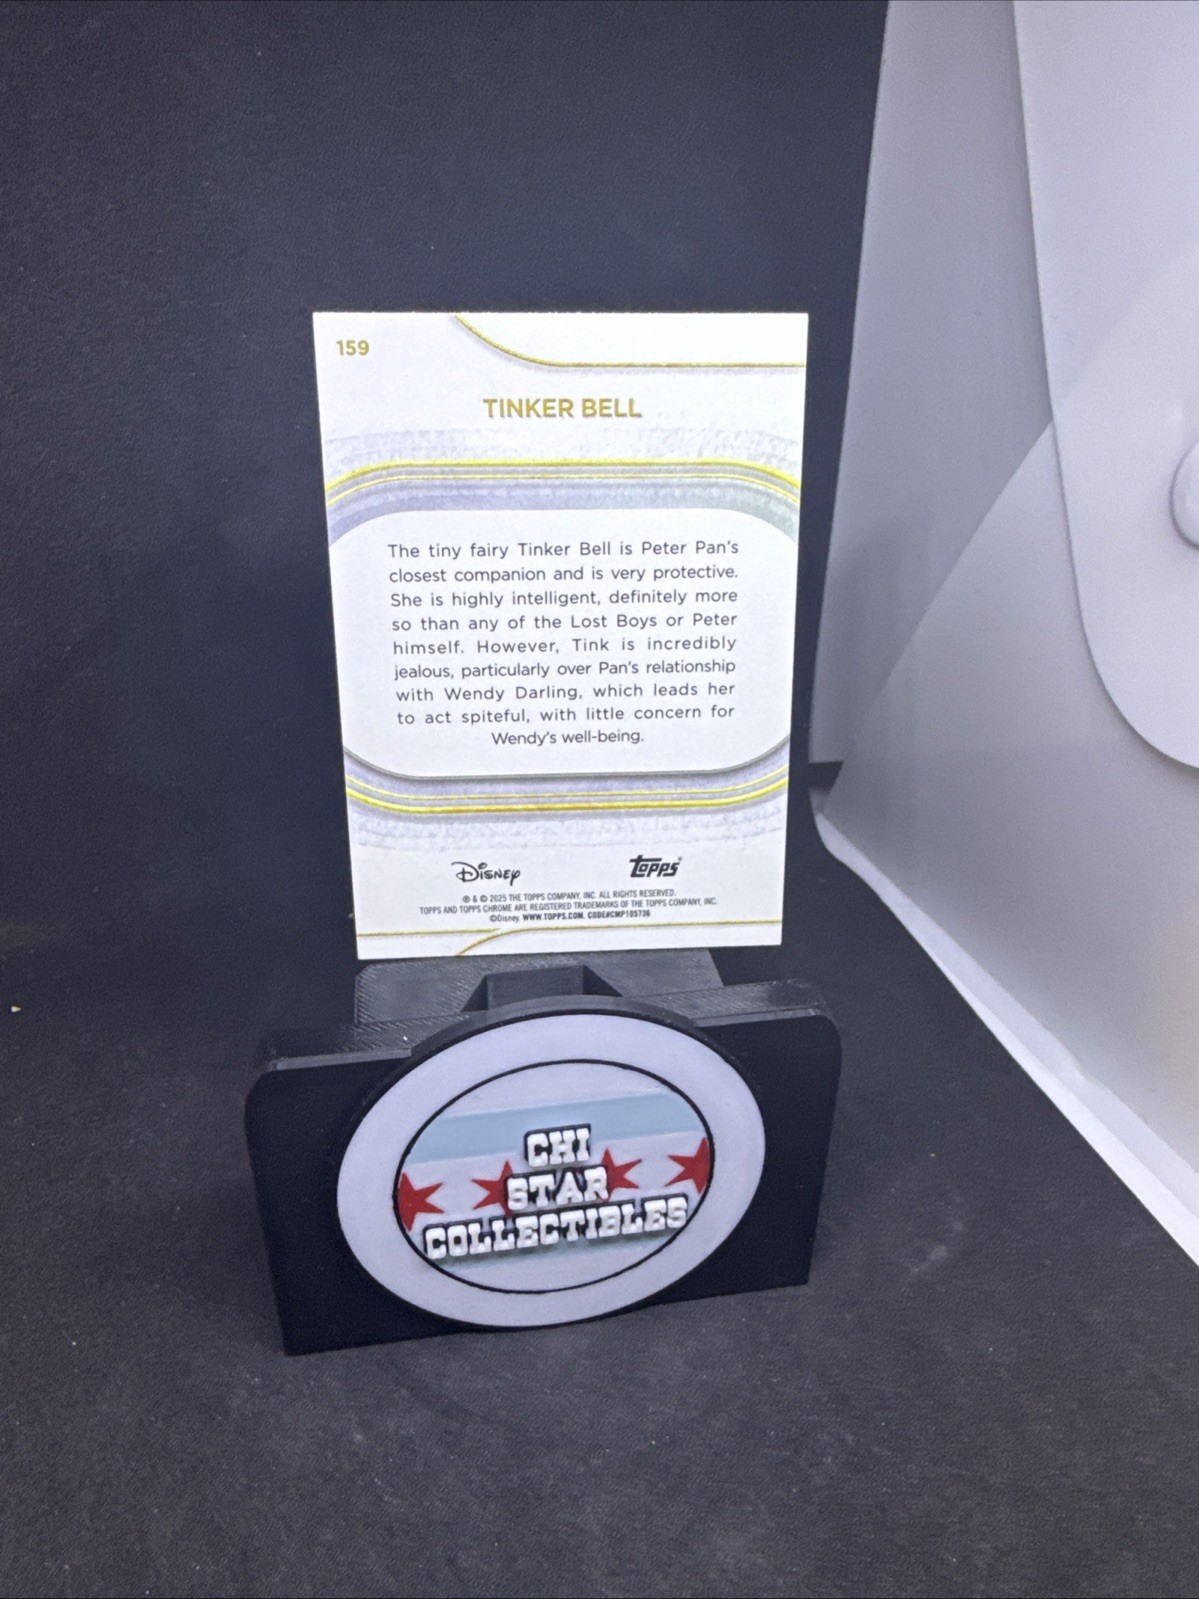 159
TINKER BELL
The tiny fairy Tinker Bell is Peter Pan's
closest companion and is very protective.
She is highly intelligent, definitely more
so than any of the Lost Boys or Peter
himself. However, Tink is incredibly
jealous, particularly over Pan's relationship
with Wendy Darling, which leads her
to act spiteful, with little concern for
Wendy's well-being.
Disney Topps®
® & © 2025 THE TOPPS COMPANY, INC. ALL RIGHTS RESERVED.
TOPPS AND TOPPS CHROME ARE REGISTERED TRADEMARKS OF THE TOPPS COMPANY, INC.
©Disney. WWW.TOPPS.COM. CODE#CMP105736
CHI
STAR
COLLECTIBLES